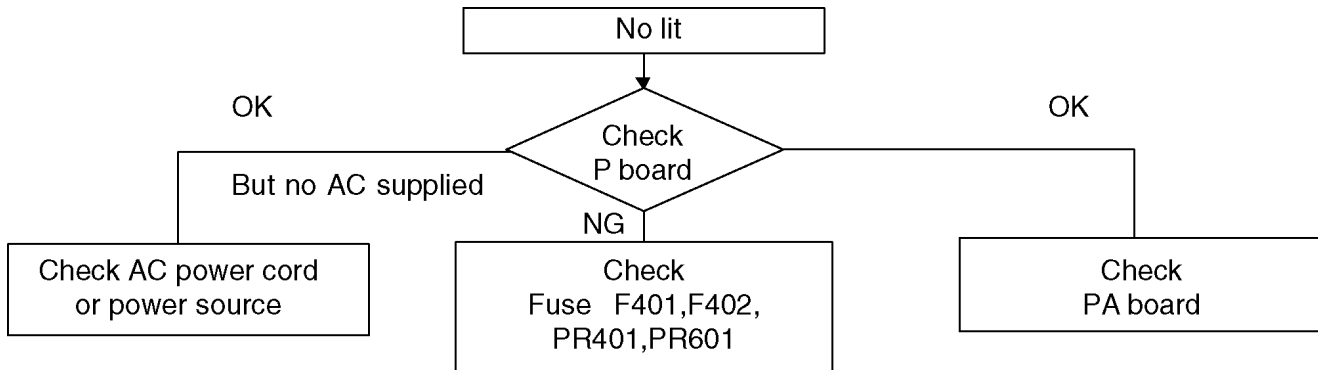 No lit
OK
OK
Check
P board
But no AC supplied
NG
Check AC power cord
or power source
Check
Fuse F401,F402,
PR401,PR601
Check
PA board